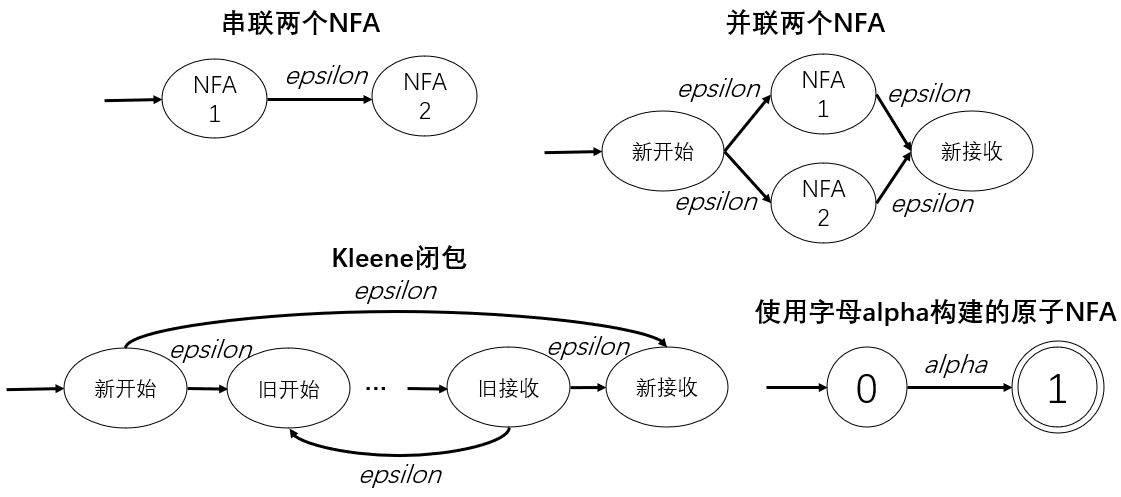 串联两个NFA
NFA
1
epsilon
NFA
2
并联两个NFA
新开始
epsilon
epsilon
NFA
1
NFA
2
epsilon
epsilon
新接收
Kleene闭包
epsilon
新开始
epsilon
旧开始
...
旧接收
epsilon
新接收
epsilon
使用字母alpha构建的原子NFA
0
alpha
1